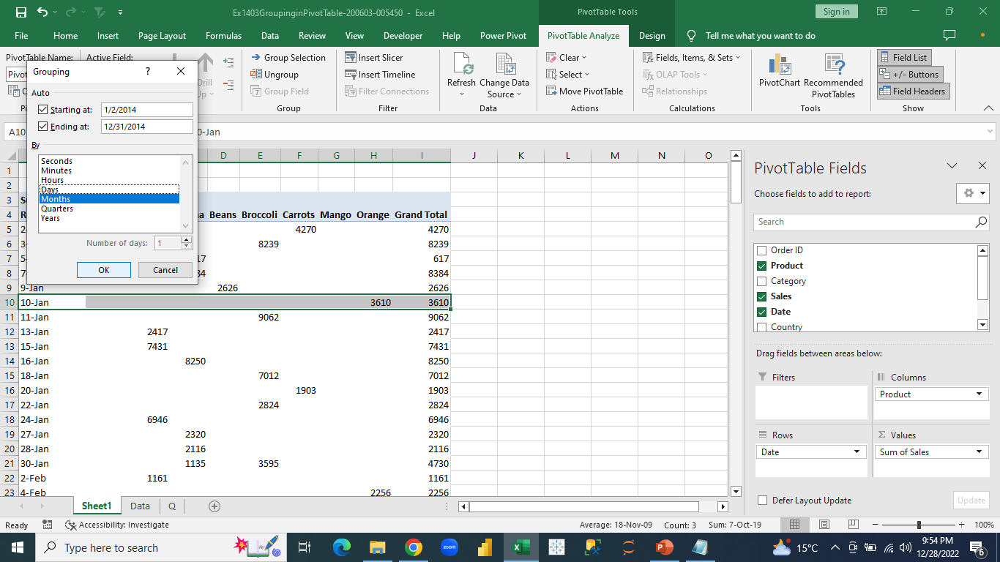 Ex1403GroupinginPivotTable-200603-005450 - Excel
PivotTable Tools
Sign in
File Home Insert Page Layout Formulas Data Review View Developer Help Power Pivot PivotTable Analyze Design Tell me what you want to do
PivotTable Name:
Active Field:
Group Selection
Ungroup
Group Field
Group
Insert Slicer
Insert Timeline
Filter Connections
Filter
Refresh
Change Data
Source
Data
Clear
Select
Move PivotTable
Actions
Fields, Items, & Sets
OLAP Tools
Relationships
Calculations
PivotChart
Recommended
PivotTables
Tools
Field List
+/- Buttons
Field Headers
Show
Grouping
?
Auto
Starting at: 1/2/2014
Ending at: 12/31/2014
By
Seconds
Minutes
Hours
Days
Months
Quarters
Years
Number of days: 1
OK Cancel
A10
D E F G H I J K L M N O
1
2
3
4 Beans Broccoli Carrots Mango Orange Grand Total
5 4270 4270
6 8239 8239
7 617
8 8384
9 9-Jan 2626 2626
10 10-Jan 3610 3610
11 11-Jan 9062 9062
12 13-Jan 2417 2417
13 15-Jan 7431 7431
14 16-Jan 8250 8250
15 18-Jan 7012 7012
16 20-Jan 1903 1903
17 22-Jan 2824 2824
18 24-Jan 6946 6946
19 27-Jan 2320 2320
20 28-Jan 2116 2116
21 30-Jan 1135 3595 4730
22 2-Feb 1161 1161
23 4-Feb 2256 2256
Sheet1 Data Q
PivotTable Fields
Choose fields to add to report:
Search
Order ID
Product
Category
Sales
Date
Country
Drag fields between areas below:
Filters
Columns
Product
Rows
Date
Values
Sum of Sales
Defer Layout Update
Update
Ready
Accessibility: Investigate
Average: 18-Nov-09 Count: 3 Sum: 7-Oct-19
100%
Type here to search
zoom
15°C
9:54 PM
12/28/2022
6